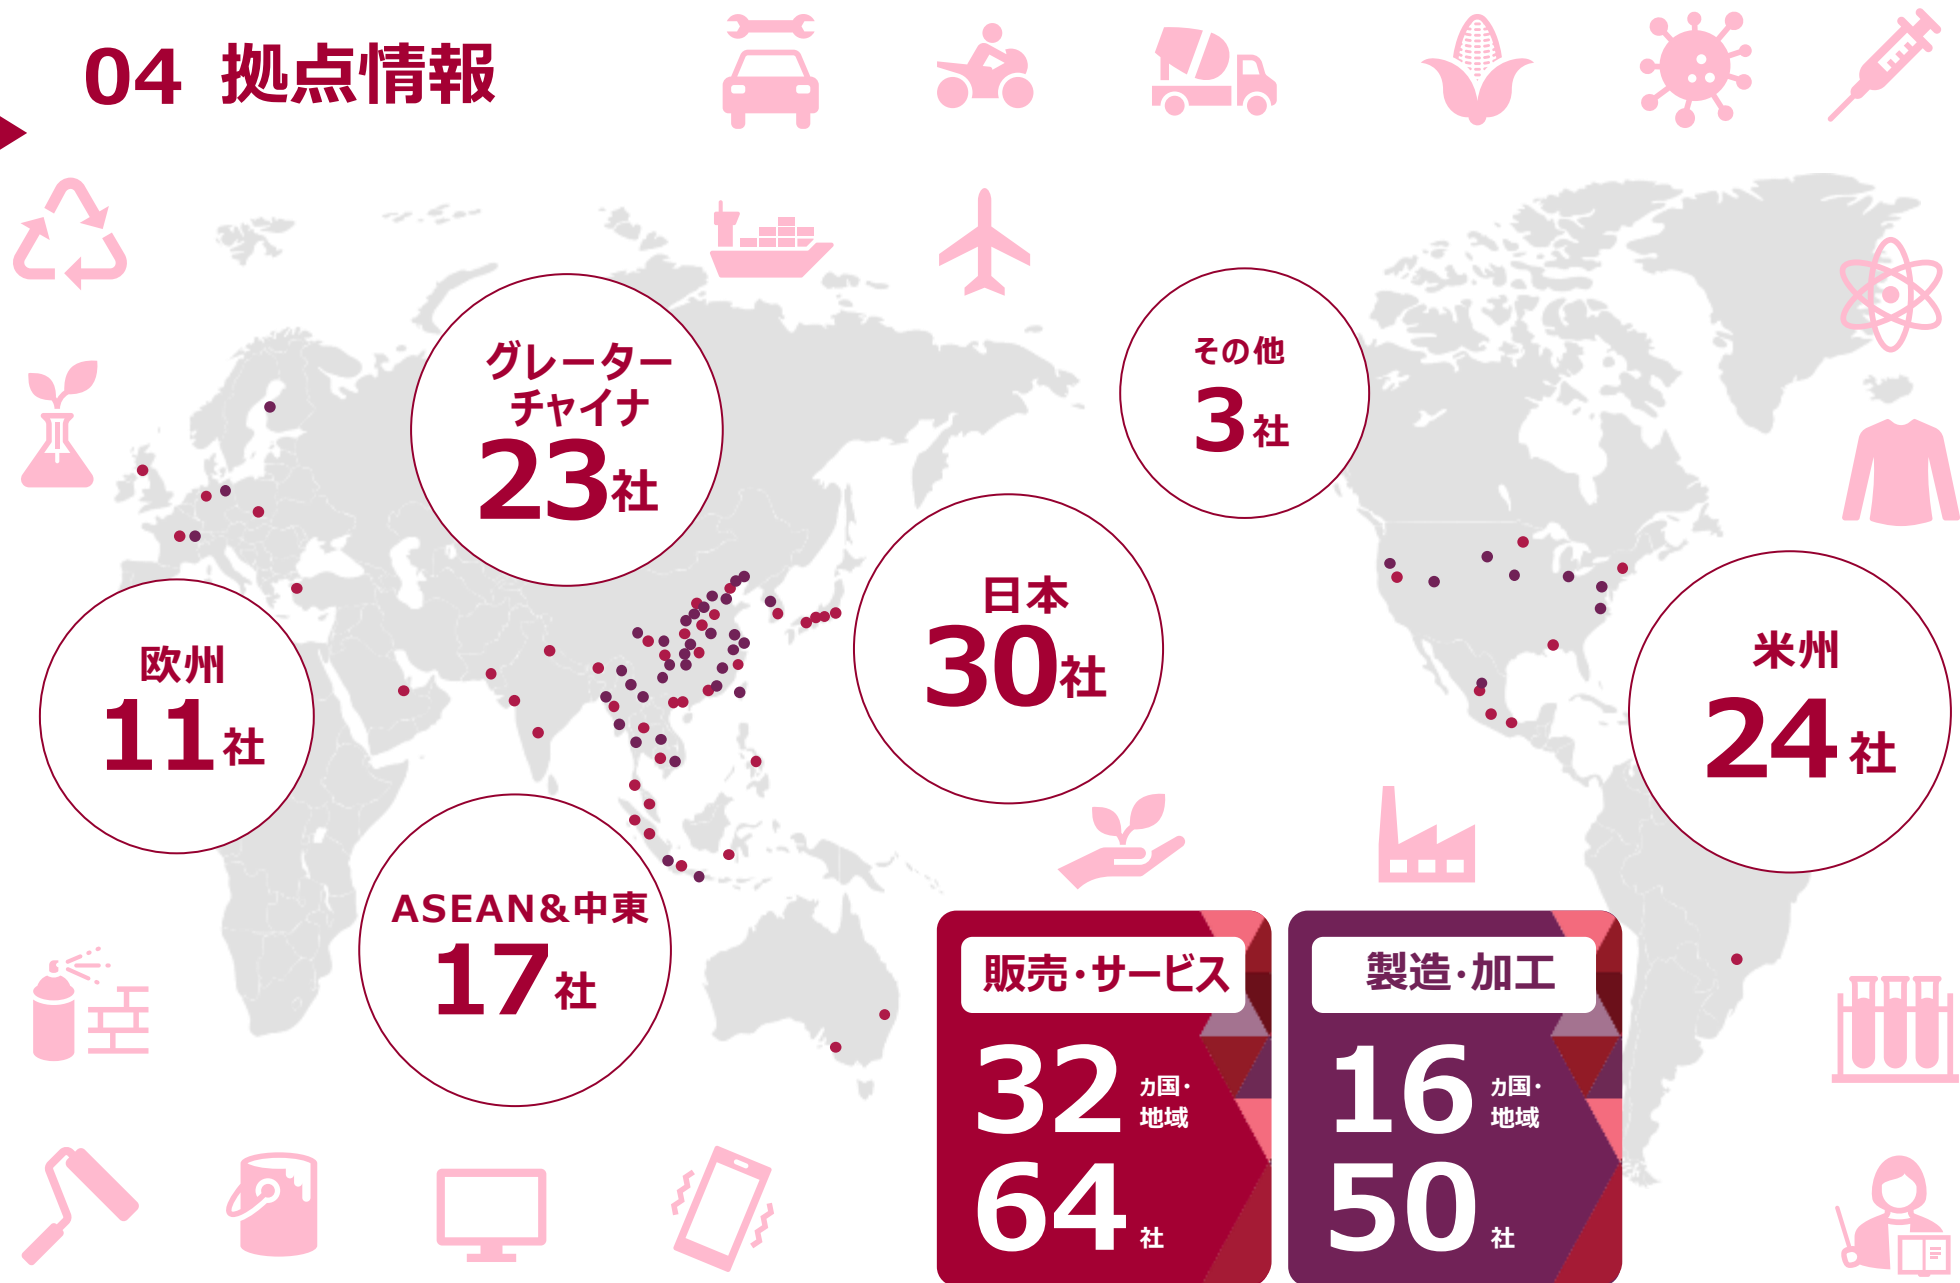 04 拠点情報
グレーター
チャイナ
23社
その他
3社
日本
30社
欧州
11社
米州
24社
ASEAN&中東
17社
販売・サービス
32 ヵ国・
地域
64 社
製造・加工
16 ヵ国・
地域
50 社